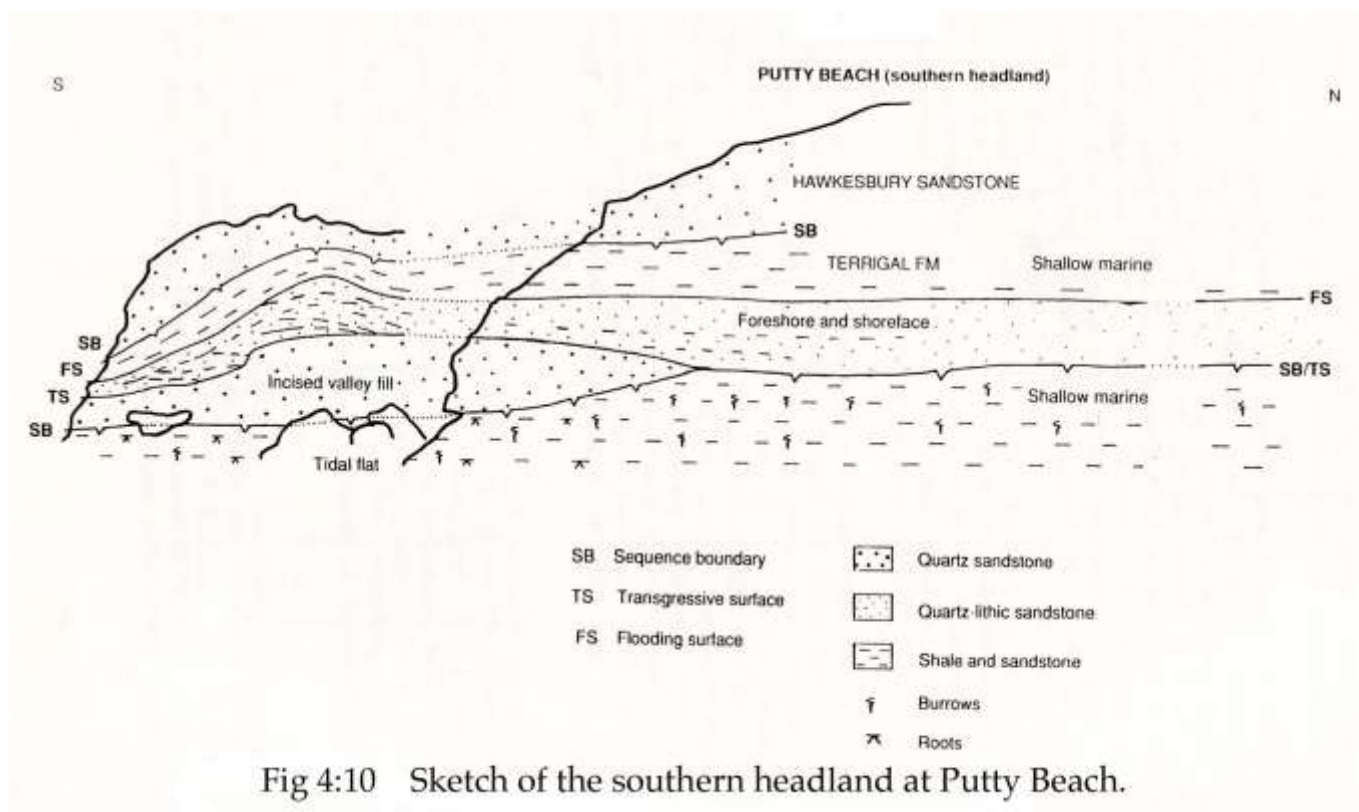 PUTTY BEACH (southern headland)
S
N
HAWKESBURY SANDSTONE
SB
TERRIGAL FM
Shallow marine
FS
Foreshore and shoreface
SB
FS
SB/TS
Incised valley fill
TS
Shallow marine
SB
Tidal flat
SB Sequence boundary
TS Transgressive surface
FS Flooding surface
Quartz sandstone
Quartz-lithic sandstone
Shale and sandstone
Burrows
Roots
Fig 4:10 Sketch of the southern headland at Putty Beach.